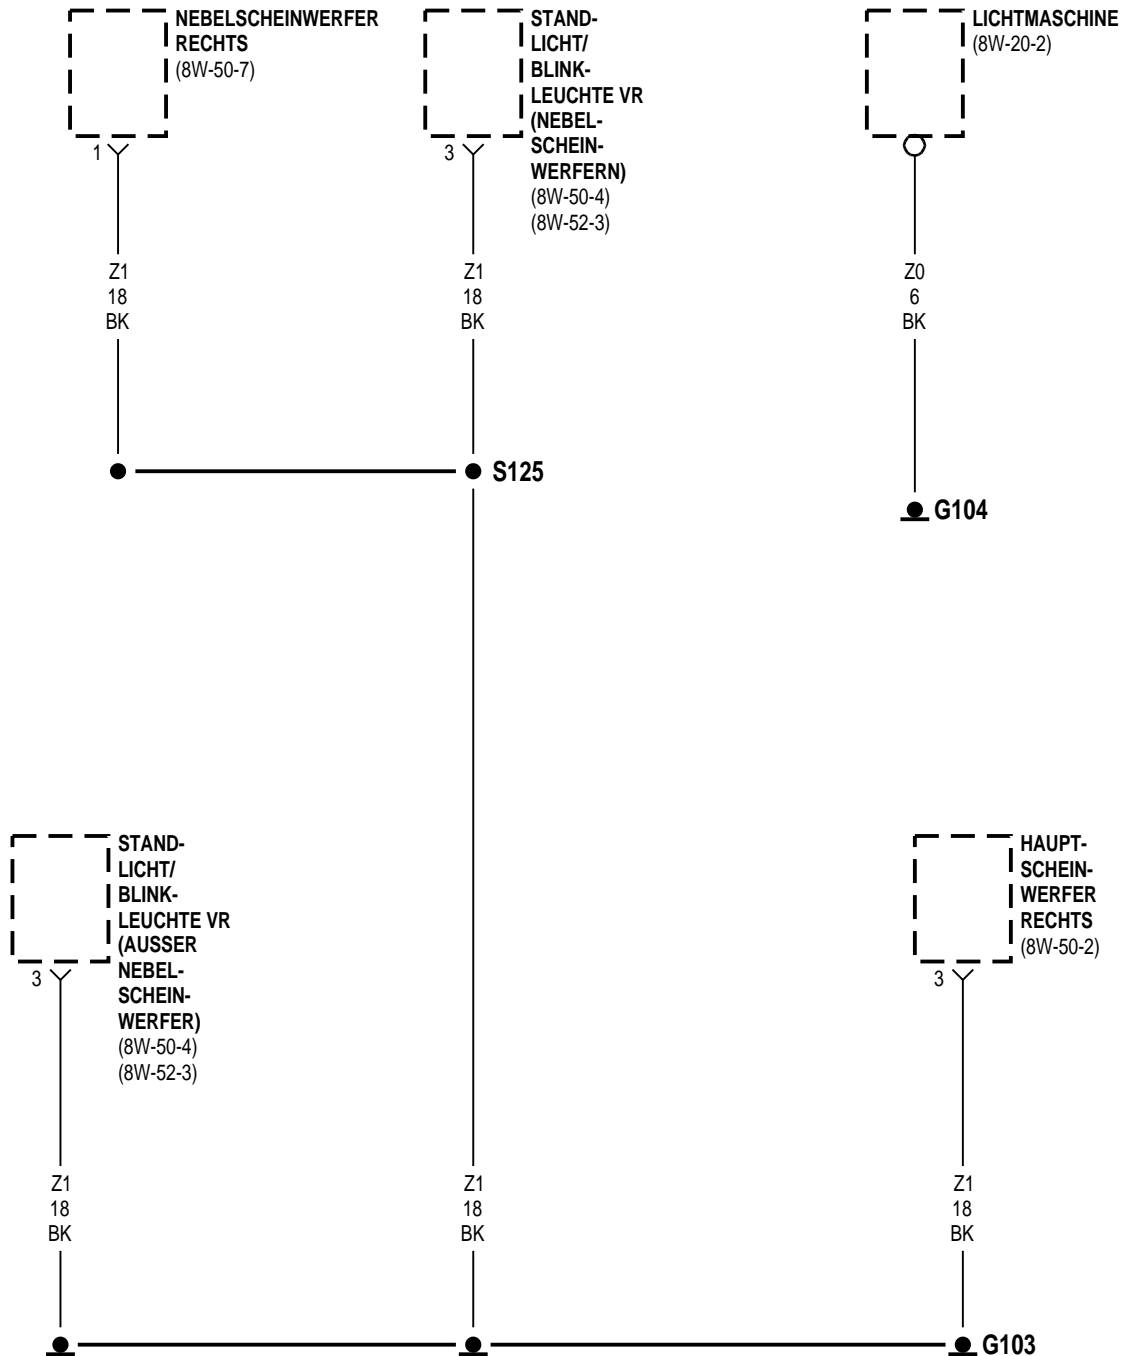 NEBELSCHEINWERFER
RECHTS
(8W-50-7)
1
Z1
18
BK
STAND-
LICHT/
BLINK-
LEUCHTE VR
(NEBEL-
SCHEIN-
WERFERN)
(8W-50-4)
(8W-52-3)
3
Z1
18
BK
LICHTMASCHINE
(8W-20-2)
Z0
6
BK
S125
G104
STAND-
LICHT/
BLINK-
LEUCHTE VR
(AUSSER
NEBEL-
SCHEIN-
WERFER)
(8W-50-4)
(8W-52-3)
3
Z1
18
BK
Z1
18
BK
HAUPT-
SCHEIN-
WERFER
RECHTS
(8W-50-2)
3
Z1
18
BK
G103